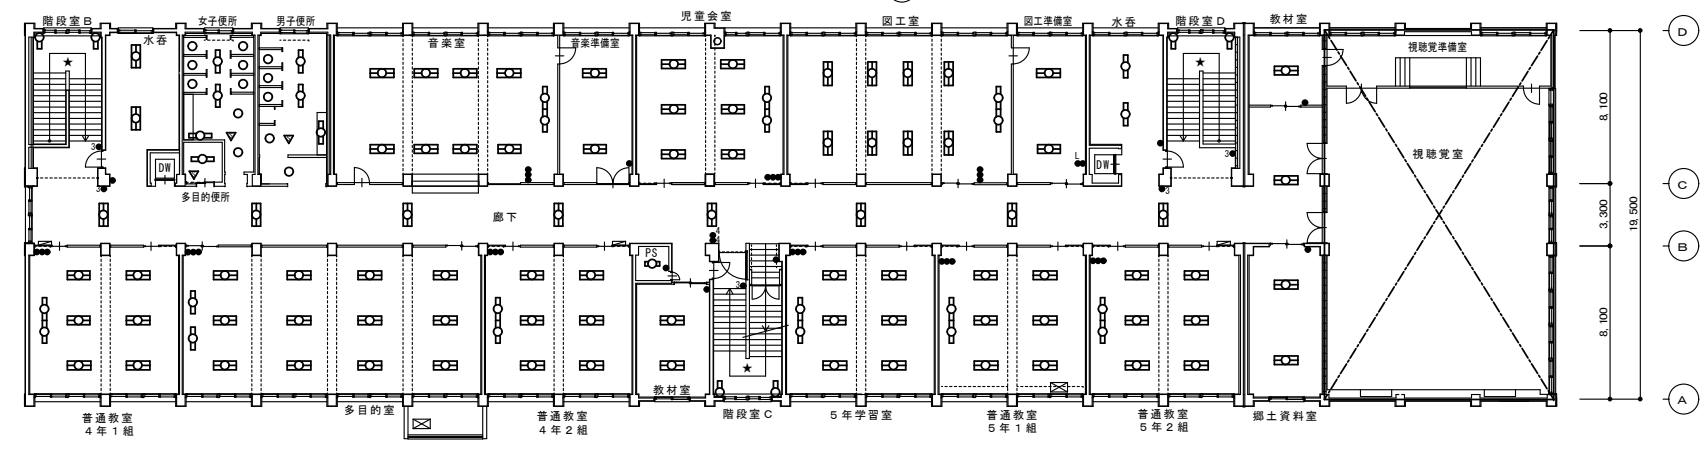 階段室B
水呑
女子便所
男子便所
音楽室
音楽準備室
児童会室
図工室
図工準備室
水呑
階段室D
教材室
視聴覚準備室
D
★
★
3
DW
3
多目的便所
L
DW
3
3
視聴覚室
8,100
C
廊下
3,300
19,500
4
B
PS
3
8,100
★
教材室
A
普通教室
4年1組
多目的室
普通教室
4年2組
階段室C
5年学習室
普通教室
5年1組
普通教室
5年2組
郷土資料室